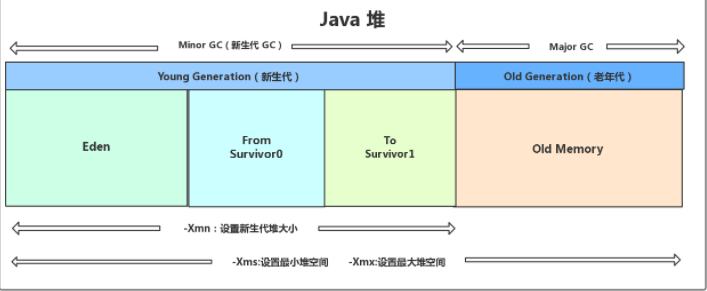 Java 堆
Minor GC（新生代 GC）
Major GC
Young Generation（新生代）
Old Generation（老年代）
Eden
From
Survivor0
To
Survivor1
Old Memory
-Xmn：设置新生代堆大小
-Xms:设置最小堆空间
-Xmx:设置最大堆空间